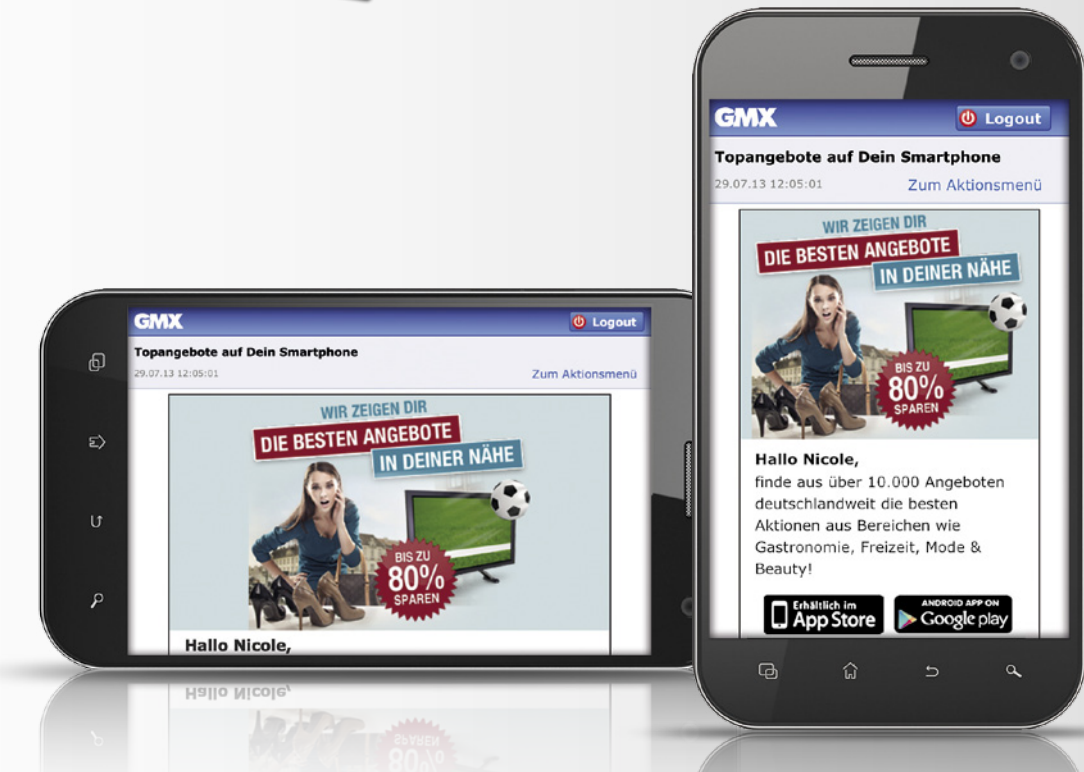 GMX
Logout
Topangebote auf Dein Smartphone
29.07.13 12:05:01
Zum Aktionsmenü
WIR ZEIGEN DIR
DIE BESTEN ANGEBOTE
IN DEINER NÄHE
BIS ZU
80%
SPAREN
Hallo Nicole,
GMX
Logout
Topangebote auf Dein Smartphone
29.07.13 12:05:01
Zum Aktionsmenü
WIR ZEIGEN DIR
DIE BESTEN ANGEBOTE
IN DEINER NÄHE
BIS ZU
80%
SPAREN
Hallo Nicole,
finde aus über 10.000 Angeboten
deutschlandweit die besten
Aktionen aus Bereichen wie
Gastronomie, Freizeit, Mode &
Beauty!
Erhältlich im
App Store
ANDROID APP ON
Google play